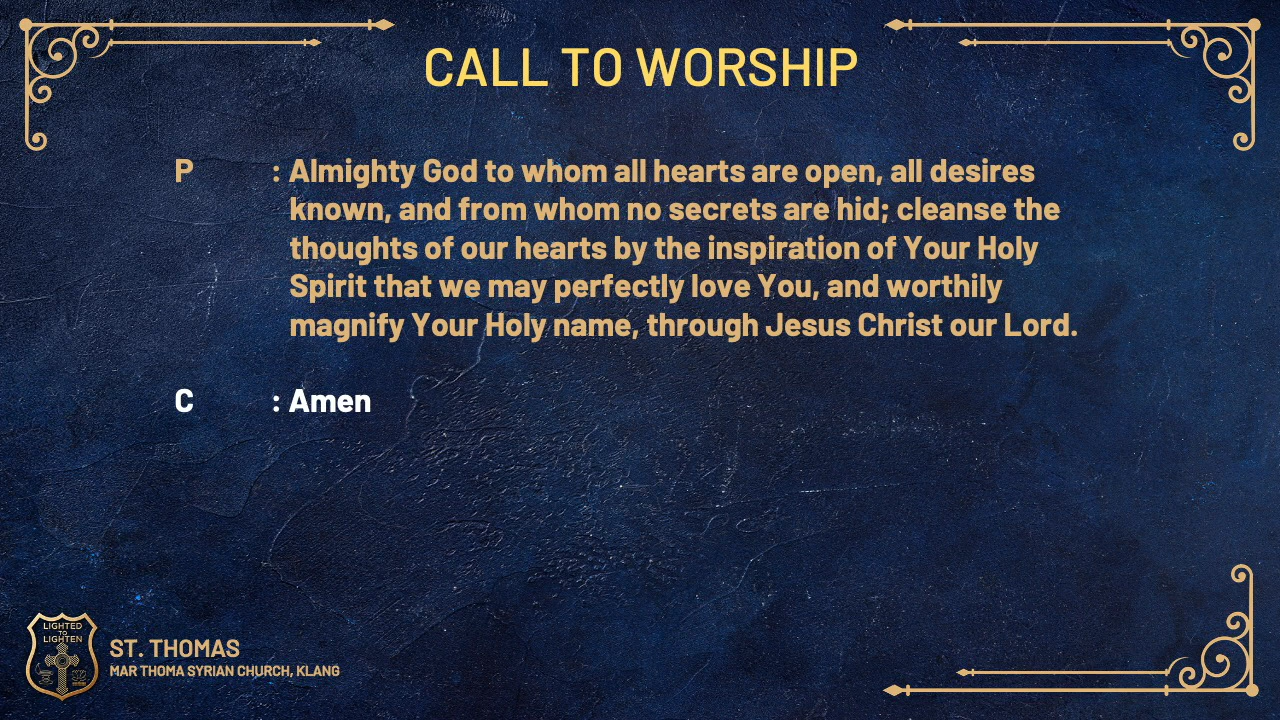 CALL TO WORSHIP
P : Almighty God to whom all hearts are open, all desires
known, and from whom no secrets are hid; cleanse the
thoughts of our hearts by the inspiration of Your Holy
Spirit that we may perfectly love You, and worthily
magnify Your Holy name, through Jesus Christ our Lord.
C : Amen
LIGHTED
TO
LIGHTEN
ST. THOMAS
MAR THOMA SYRIAN CHURCH, KLANG